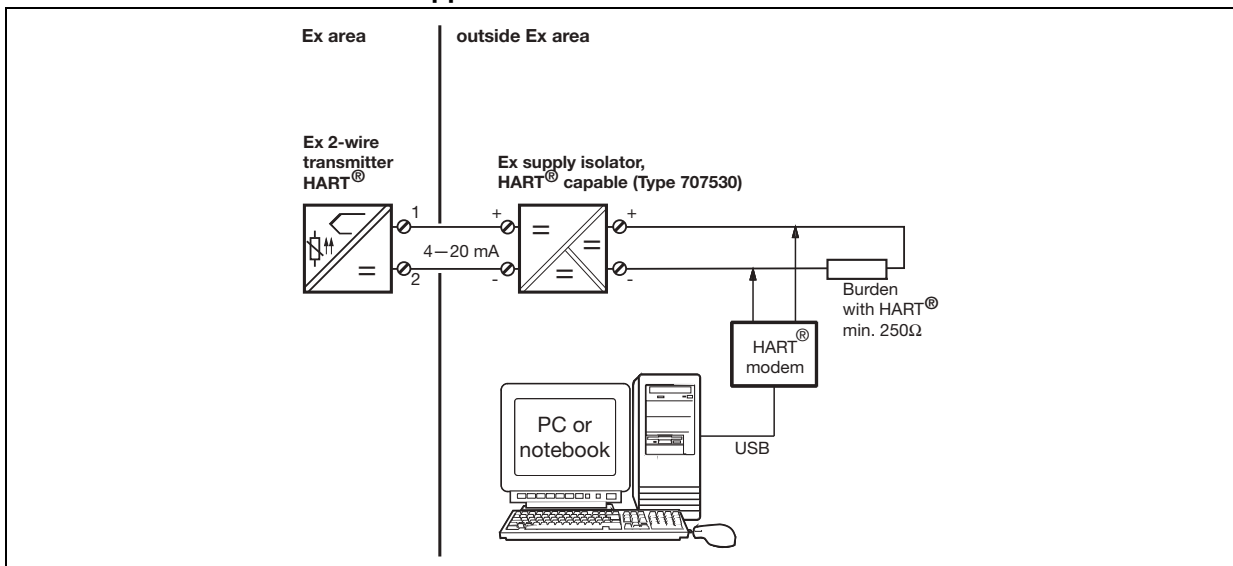 Ex area
outside Ex area
Ex 2-wire
transmitter
HART®
Ex supply isolator,
HART® capable (Type 707530)
1
+
+
4—20 mA
2
-
-
Burden
with HART®
min. 250Ω
HART®
modem
PC or
notebook
USB